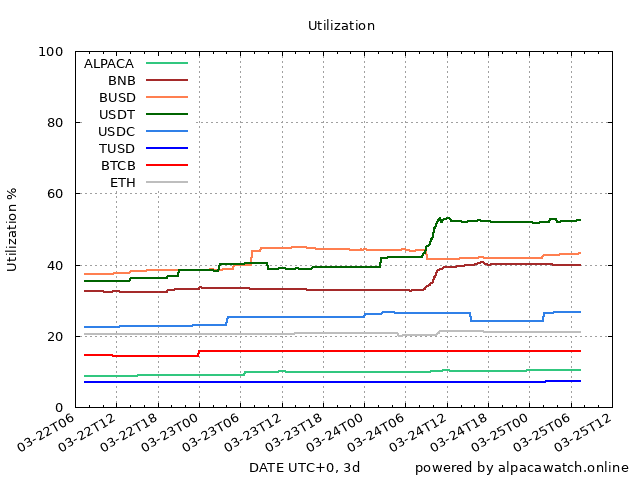 Utilization
100
80
60
40
20
0
Utilization %
ALPACA
BNB
BUSD
USDT
USDC
TUSD
BTCB
ETH
03-22T06
03-22T12
03-22T18
03-23T00
03-23T06
03-23T12
03-23T18
03-24T00
03-24T06
03-24T12
03-24T18
03-25T00
03-25T06
03-25T12
DATE UTC+0, 3d
powered by alpacawatch.online